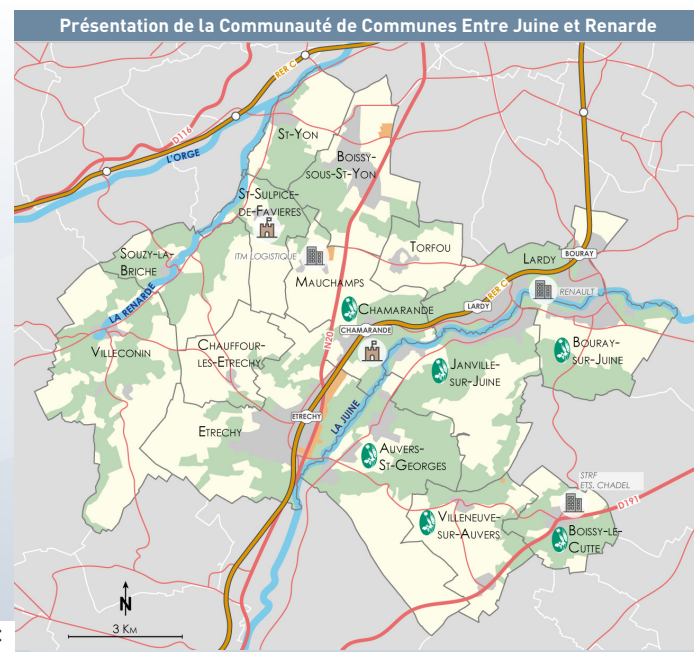 Présentation de la Communauté de Communes Entre Juine et Renarde
RER C
D116
L'ORGE
ST-YON
BOISSY-
SOUS-ST-YON
ST-SULPICE-
DE-FAVIERES
ITM LOGISTIQUE
SOUZY-LA-
BRICHE
TORFOU
LARDY
BOURAY
MAUCHAMPS
CHAMARANDE
LARDY
RER C
RENAULT
LA RENARDE
CHAMARANDE
N20
VILLECONIN
CHAUFFOUR-
LES-ETRECHY
JANVILLE-
SUR-JUINE
BOURAY-
SUR-JUINE
ETRECHY
ETRECHY
LA JUINE
AUVERS-
ST-GEORGES
STRF
ETS. CHADEL
D191
VILLENEUVE-
SUR-AUVERS
BOISSY-LE-
CUTTE
N
3 KM
: